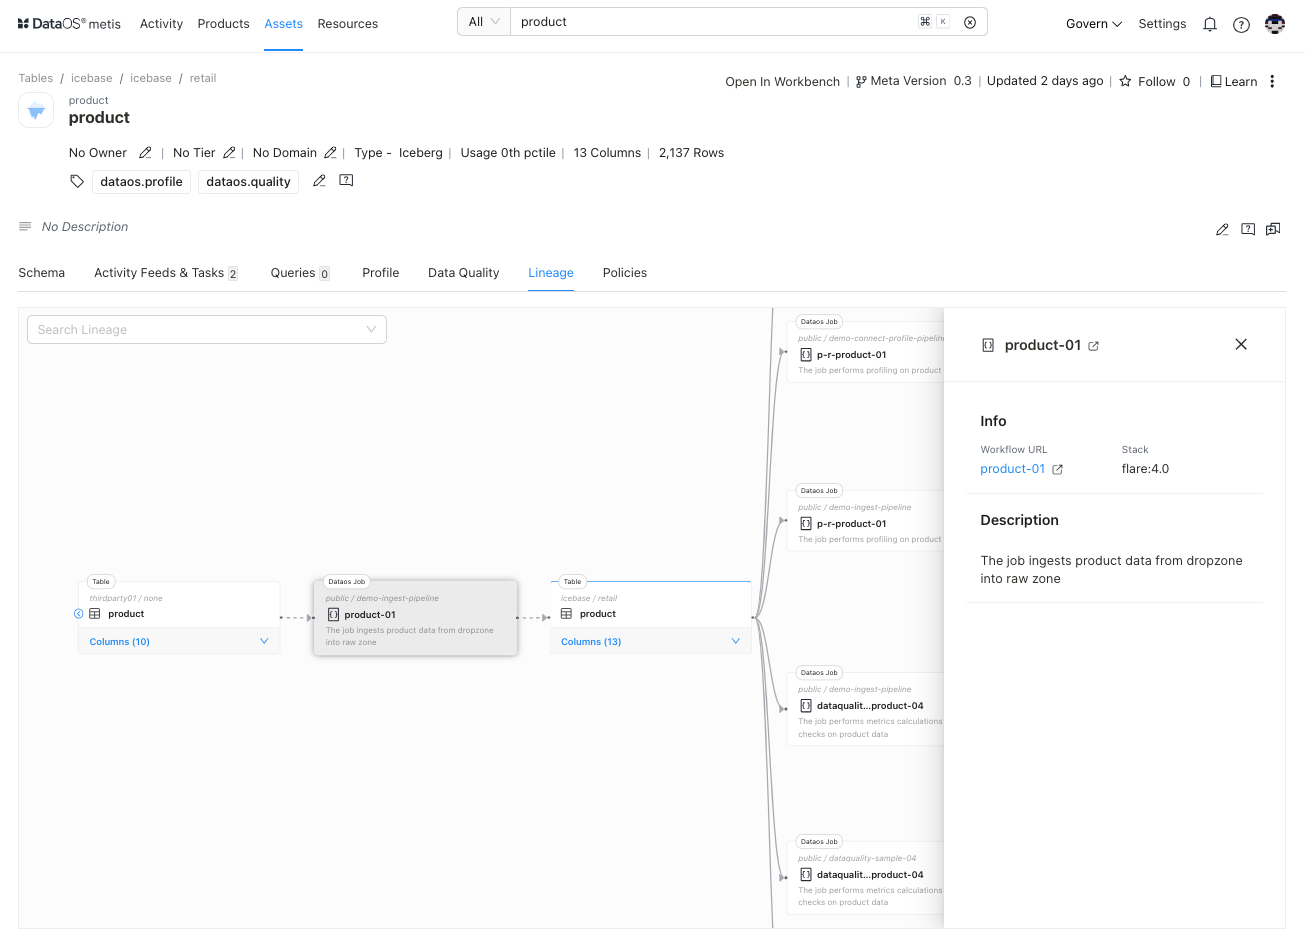 DataOS® metis Activity Products Assets Resources All product ⌘ K Govern Settings
Tables / icebase / icebase / retail
Open In Workbench | Meta Version 0.3 | Updated 2 days ago | Follow 0 | Learn
product
product
No Owner | No Tier | No Domain | Type - Iceberg | Usage 0th pctile | 13 Columns | 2,137 Rows
dataos.profile dataos.quality
No Description
Schema Activity Feeds & Tasks 2 Queries 0 Profile Data Quality Lineage Policies
Search Lineage
Dataos Job
public / demo-connect-profile-pipelin
p-r-product-01
The job performs profiling on product
Dataos Job
public / demo-ingest-pipeline
p-r-product-01
The job performs profiling on product
Table
thirdparty01 / none
product
Columns (10)
Dataos Job
public / demo-ingest-pipeline
product-01
The job ingests product data from dropzone
into raw zone
Table
icebase / retail
product
Columns (13)
Dataos Job
public / demo-ingest-pipeline
dataqualit...product-04
The job performs metrics calculations
checks on product data
Dataos Job
public / dataquality-sample-04
dataqualit...product-04
The job performs metrics calculations
checks on product data
product-01
Info
Workflow URL Stack
product-01 flare:4.0
Description
The job ingests product data from dropzone
into raw zone